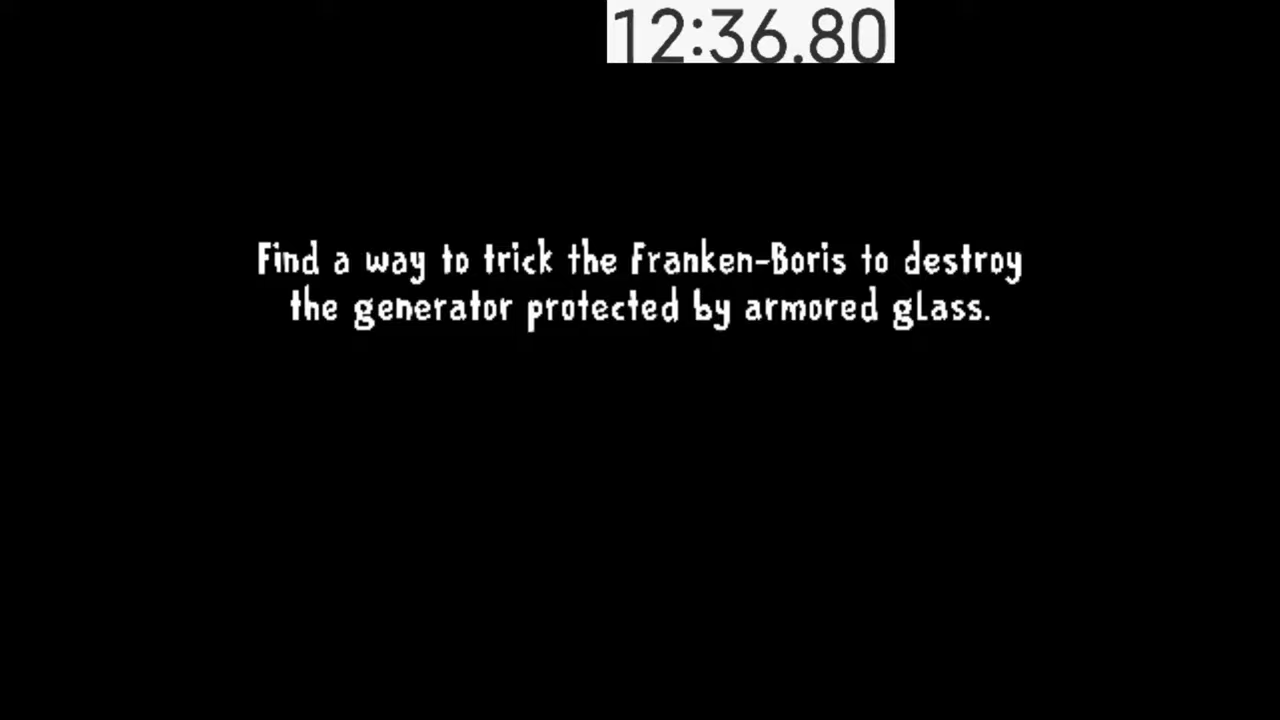 12:36.80
Find a way to trick the Franken-Boris to destroy
the generator protected by armored glass.